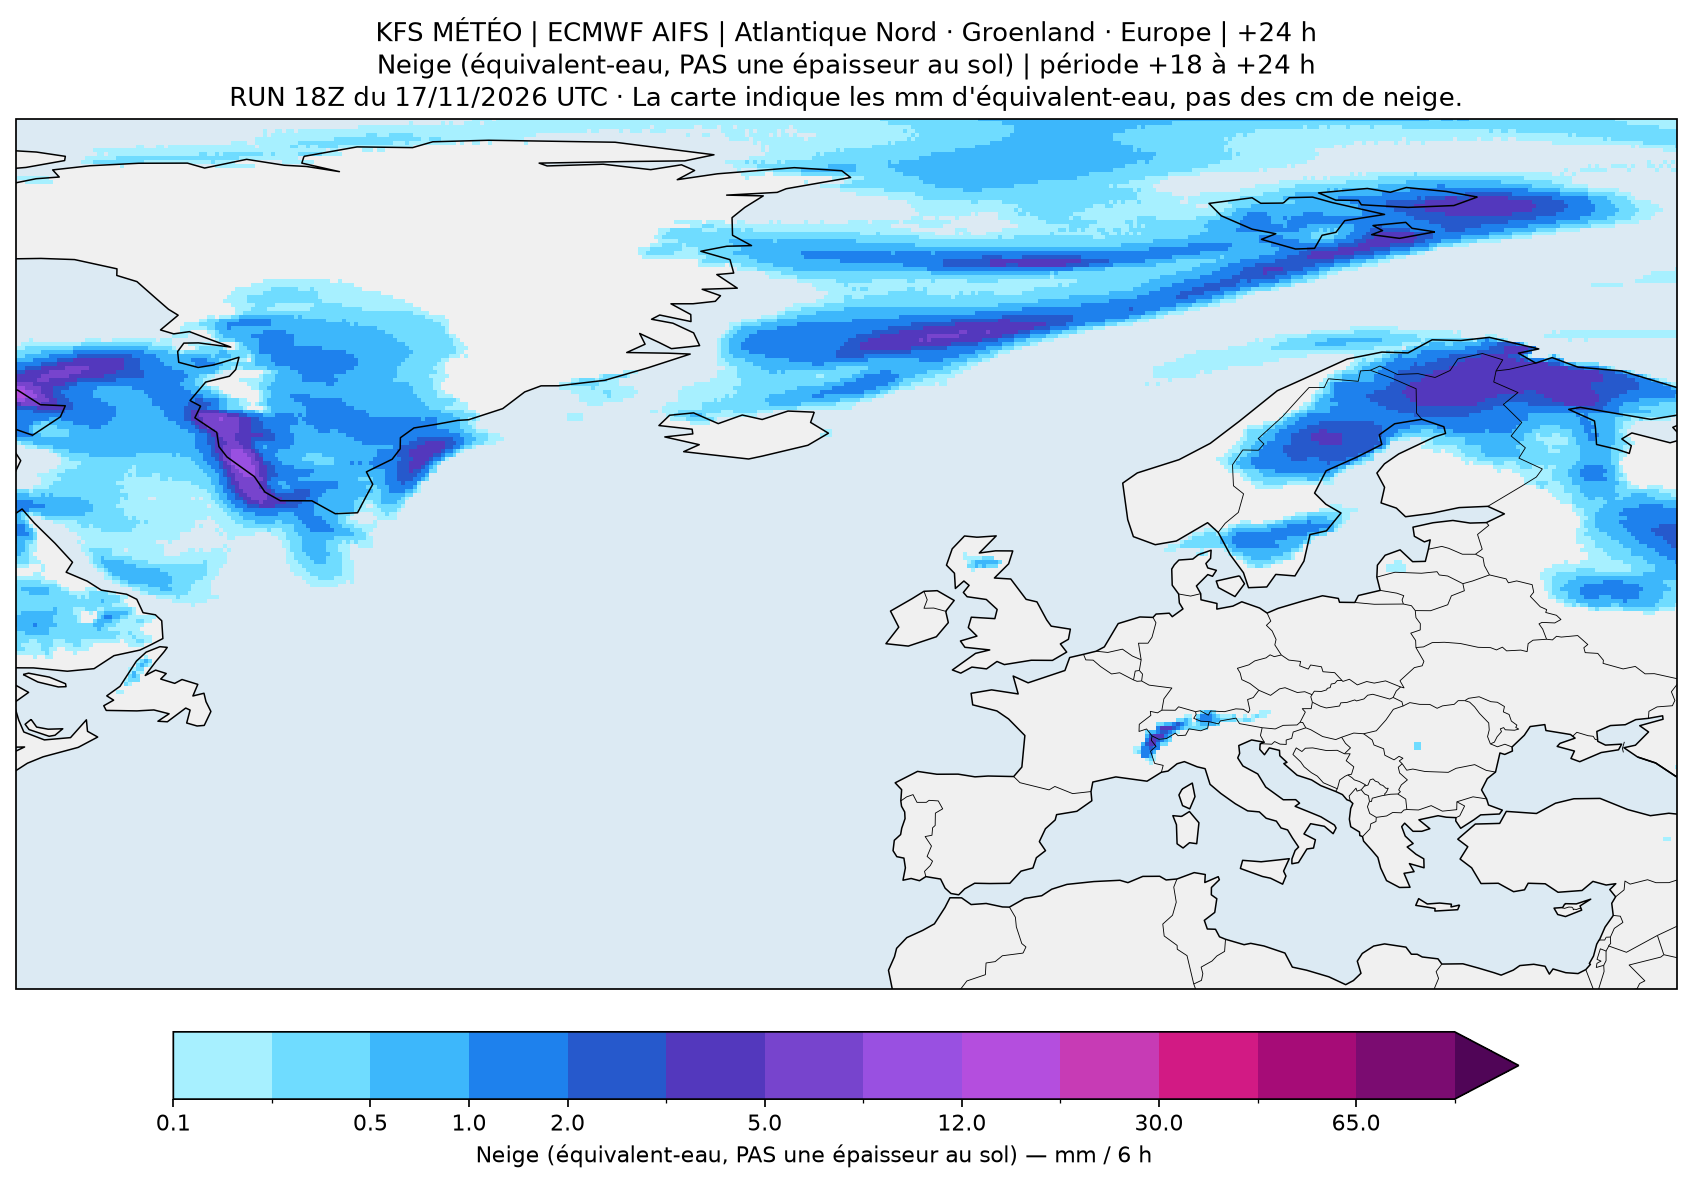 KFS MÉTÉO | ECMWF AIFS | Atlantique Nord · Groenland · Europe | +24 h
Neige (équivalent-eau, PAS une épaisseur au sol) | période +18 à +24 h
RUN 18Z du 17/11/2026 UTC · La carte indique les mm d'équivalent-eau, pas des cm de neige.
0.1 0.5 1.0 2.0 5.0 12.0 30.0 65.0
Neige (équivalent-eau, PAS une épaisseur au sol) — mm / 6 h